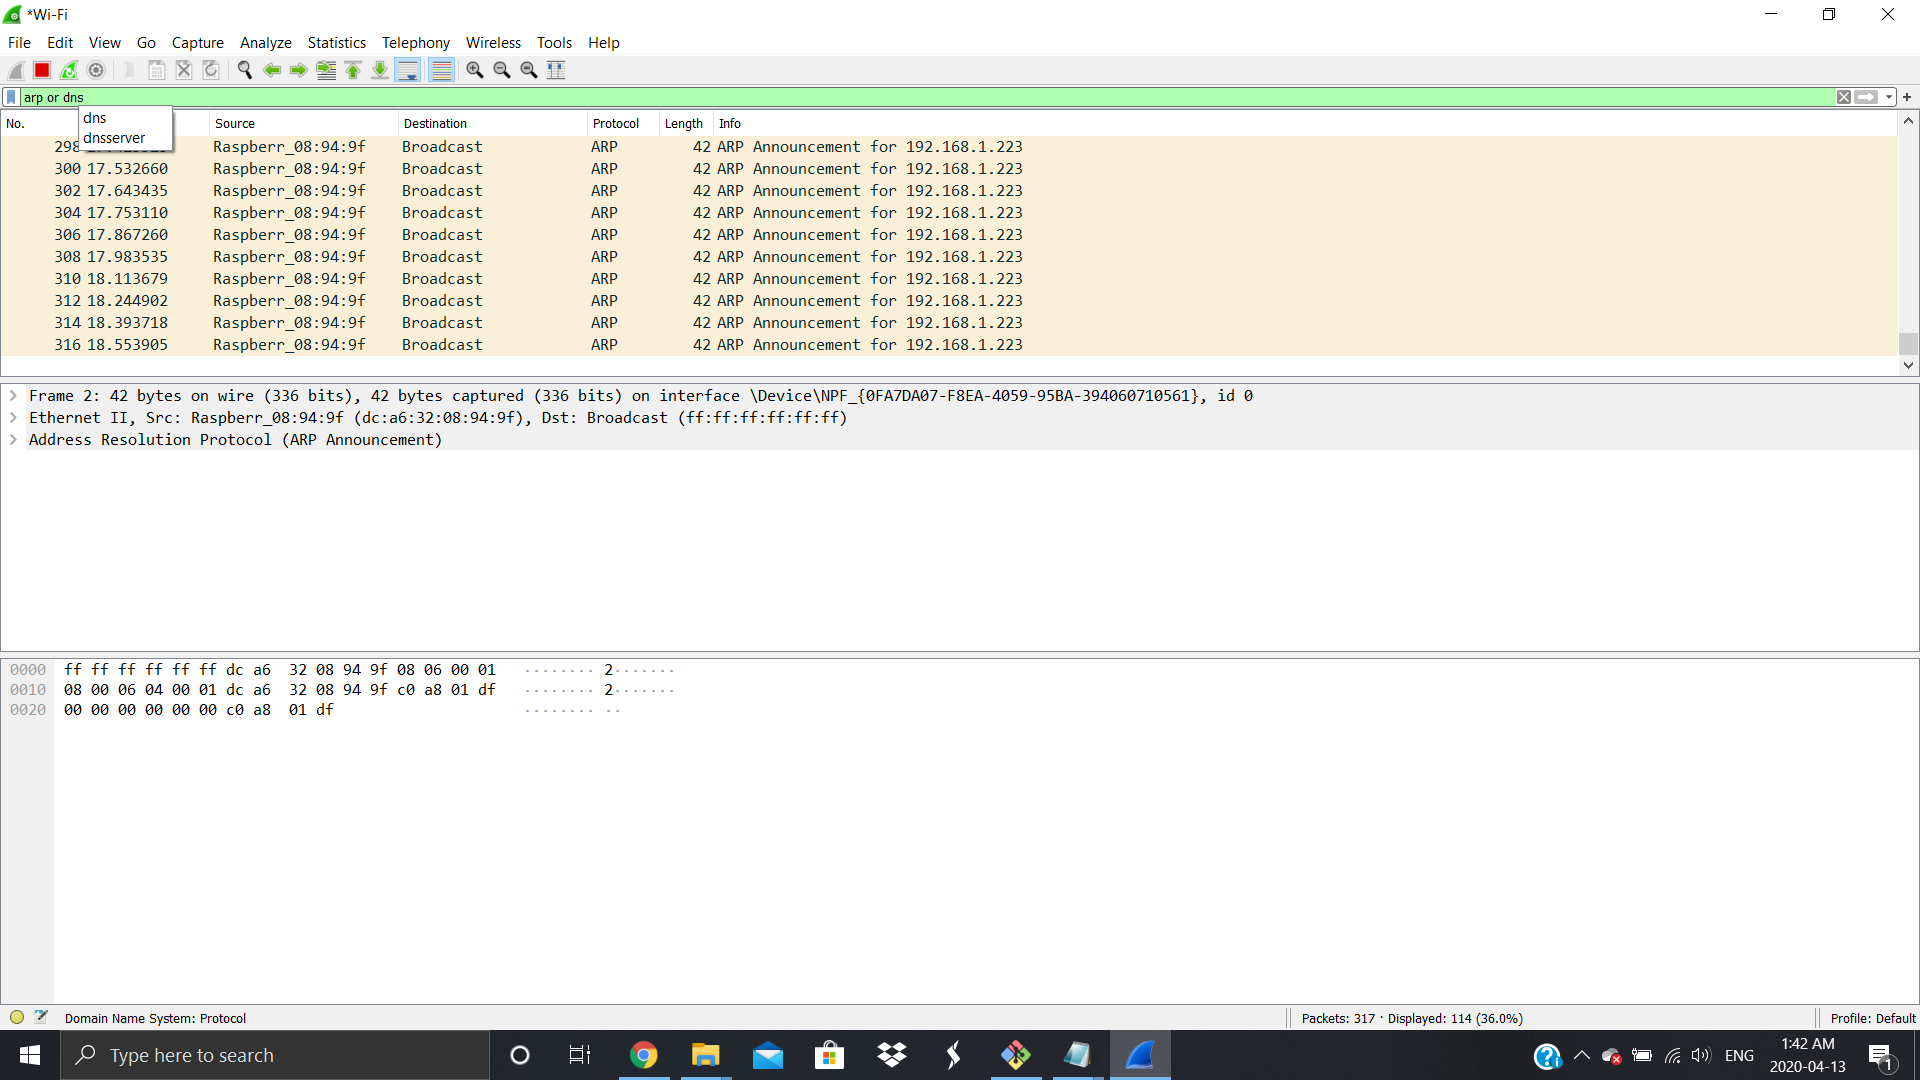 *Wi-Fi
File Edit View Go Capture Analyze Statistics Telephony Wireless Tools Help
arp or dns
dns
dnsserver
No. Source Destination Protocol Length Info
298 Raspberr_08:94:9f Broadcast ARP 42 ARP Announcement for 192.168.1.223
300 17.532660 Raspberr_08:94:9f Broadcast ARP 42 ARP Announcement for 192.168.1.223
302 17.643435 Raspberr_08:94:9f Broadcast ARP 42 ARP Announcement for 192.168.1.223
304 17.753110 Raspberr_08:94:9f Broadcast ARP 42 ARP Announcement for 192.168.1.223
306 17.867260 Raspberr_08:94:9f Broadcast ARP 42 ARP Announcement for 192.168.1.223
308 17.983535 Raspberr_08:94:9f Broadcast ARP 42 ARP Announcement for 192.168.1.223
310 18.113679 Raspberr_08:94:9f Broadcast ARP 42 ARP Announcement for 192.168.1.223
312 18.244902 Raspberr_08:94:9f Broadcast ARP 42 ARP Announcement for 192.168.1.223
314 18.393718 Raspberr_08:94:9f Broadcast ARP 42 ARP Announcement for 192.168.1.223
316 18.553905 Raspberr_08:94:9f Broadcast ARP 42 ARP Announcement for 192.168.1.223
Frame 2: 42 bytes on wire (336 bits), 42 bytes captured (336 bits) on interface \Device\NPF_{0FA7DA07-F8EA-4059-95BA-394060710561}, id 0
Ethernet II, Src: Raspberr_08:94:9f (dc:a6:32:08:94:9f), Dst: Broadcast (ff:ff:ff:ff:ff:ff)
Address Resolution Protocol (ARP Announcement)
0000 ff ff ff ff ff ff dc a6 32 08 94 9f 08 06 00 01 ········ 2·······
0010 08 00 06 04 00 01 dc a6 32 08 94 9f c0 a8 01 df ········ 2·······
0020 00 00 00 00 00 00 c0 a8 01 df ········ ··
Domain Name System: Protocol
Packets: 317 · Displayed: 114 (36.0%)
Profile: Default
Type here to search
ENG
1:42 AM
2020-04-13
1